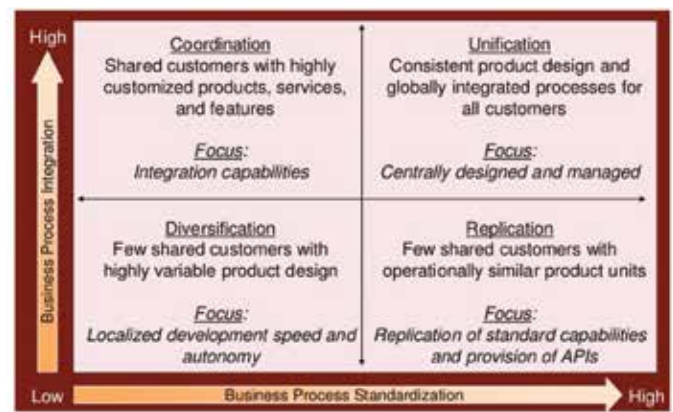 High
Business Process Integration
Low
Coordination
Shared customers with highly
customized products, services,
and features
Focus:
Integration capabilities
Unification
Consistent product design and
globally integrated processes for
all customers
Focus:
Centrally designed and managed
Diversification
Few shared customers with
highly variable product design
Focus:
Localized development speed and
autonomy
Replication
Few shared customers with
operationally similar product units
Focus:
Replication of standard capabilities
and provision of APIs
Business Process Standardization
High